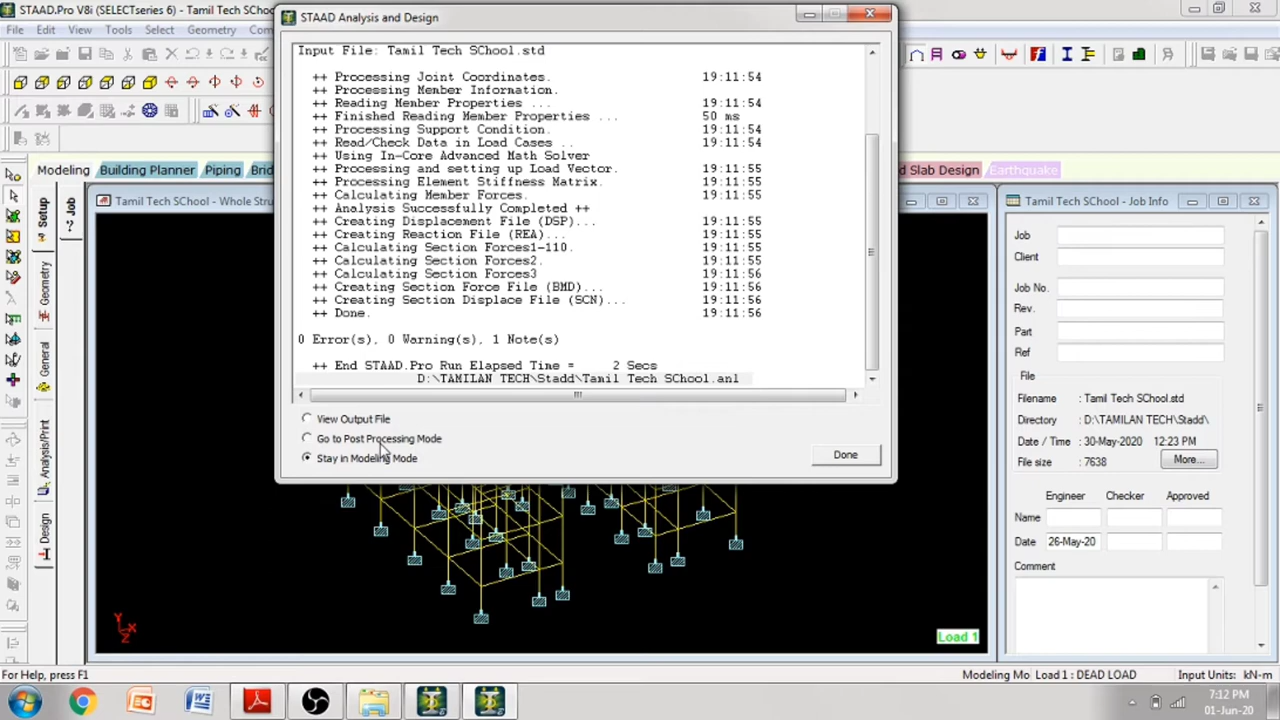 STAAD.Pro V8i (SELECTseries 6) - Tamil Tech SCho
File Edit View Tools Select Geometry Com
STAAD Analysis and Design
Input File: Tamil Tech SChool.std
++ Processing Joint Coordinates. 19:11:54
++ Processing Member Information.
++ Reading Member Properties ... 19:11:54
++ Finished Reading Member Properties ... 50 ms
++ Processing Support Condition. 19:11:54
++ Read/Check Data in Load Cases .. 19:11:54
++ Using In-Core Advanced Math Solver
++ Processing and setting up Load Vector. 19:11:55
++ Processing Element Stiffness Matrix. 19:11:55
++ Calculating Member Forces. 19:11:55
++ Analysis Successfully Completed ++
++ Creating Displacement File (DSP)... 19:11:55
++ Creating Reaction File (REA)... 19:11:55
++ Calculating Section Forces1-110. 19:11:55
++ Calculating Section Forces2. 19:11:55
++ Calculating Section Forces3 19:11:56
++ Creating Section Force File (BMD)... 19:11:56
++ Creating Section Displace File (SCN)... 19:11:56
++ Done. 19:11:56
0 Error(s), 0 Warning(s), 1 Note(s)
++ End STAAD.Pro Run Elapsed Time = 2 Secs
D:\TAMILAN TECH\Stadd\Tamil Tech SChool.anl
View Output File
Go to Post Processing Mode
Stay in Modeling Mode
Done
Modeling Building Planner Piping Brid
d Slab Design Earthquake
Tamil Tech SChool - Whole Stru
Setup
Job
Geometry
General
Analysis/Print
Design
Y
X
Z
Load 1
Tamil Tech SChool - Job Info
Job
Client
Job No.
Rev.
Part
Ref
File
Filename : Tamil Tech SChool.std
Directory : D:\TAMILAN TECH\Stadd\
Date / Time : 30-May-2020 12:23 PM
File size : 7638 More...
Engineer Checker Approved
Name
Date 26-May-20
Comment
For Help, press F1
Modeling Mo Load 1 : DEAD LOAD Input Units: kN-m
7:12 PM
01-Jun-20